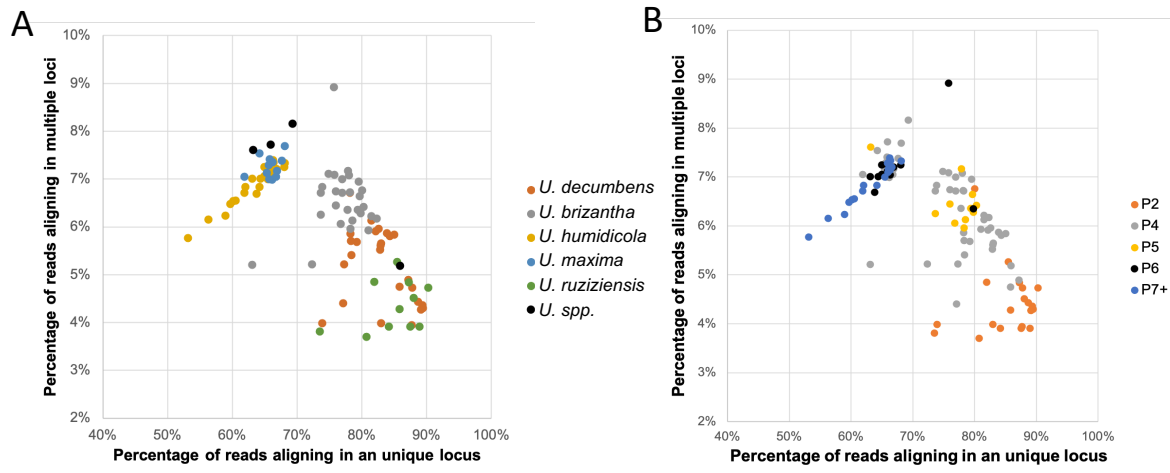 A
Percentage of reads aligning in multiple loci
10%
9%
8%
7%
6%
5%
4%
3%
2%
40% 50% 60% 70% 80% 90% 100%
Percentage of reads aligning in an unique locus
U. decumbens
U. brizantha
U. humidicola
U. maxima
U. ruziziensis
U. spp.
B
Percentage of reads aligning in multiple loci
10%
9%
8%
7%
6%
5%
4%
3%
2%
40% 50% 60% 70% 80% 90% 100%
Percentage of reads aligning in an unique locus
P2
P4
P5
P6
P7+